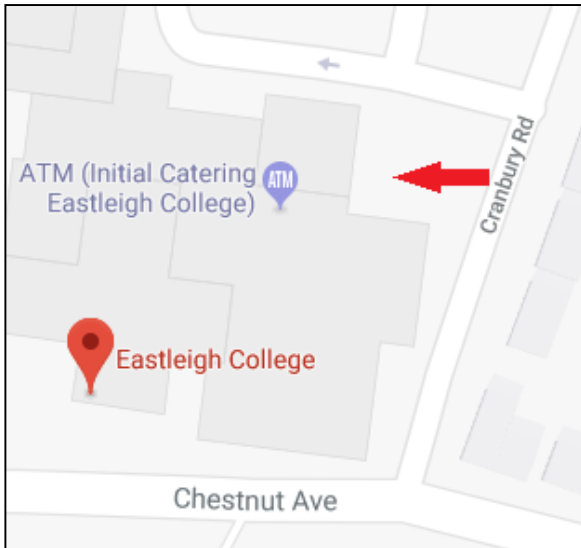 ATM (Initial Catering
Eastleigh College)
ATM
Cranbury Rd
Eastleigh College
Chestnut Ave